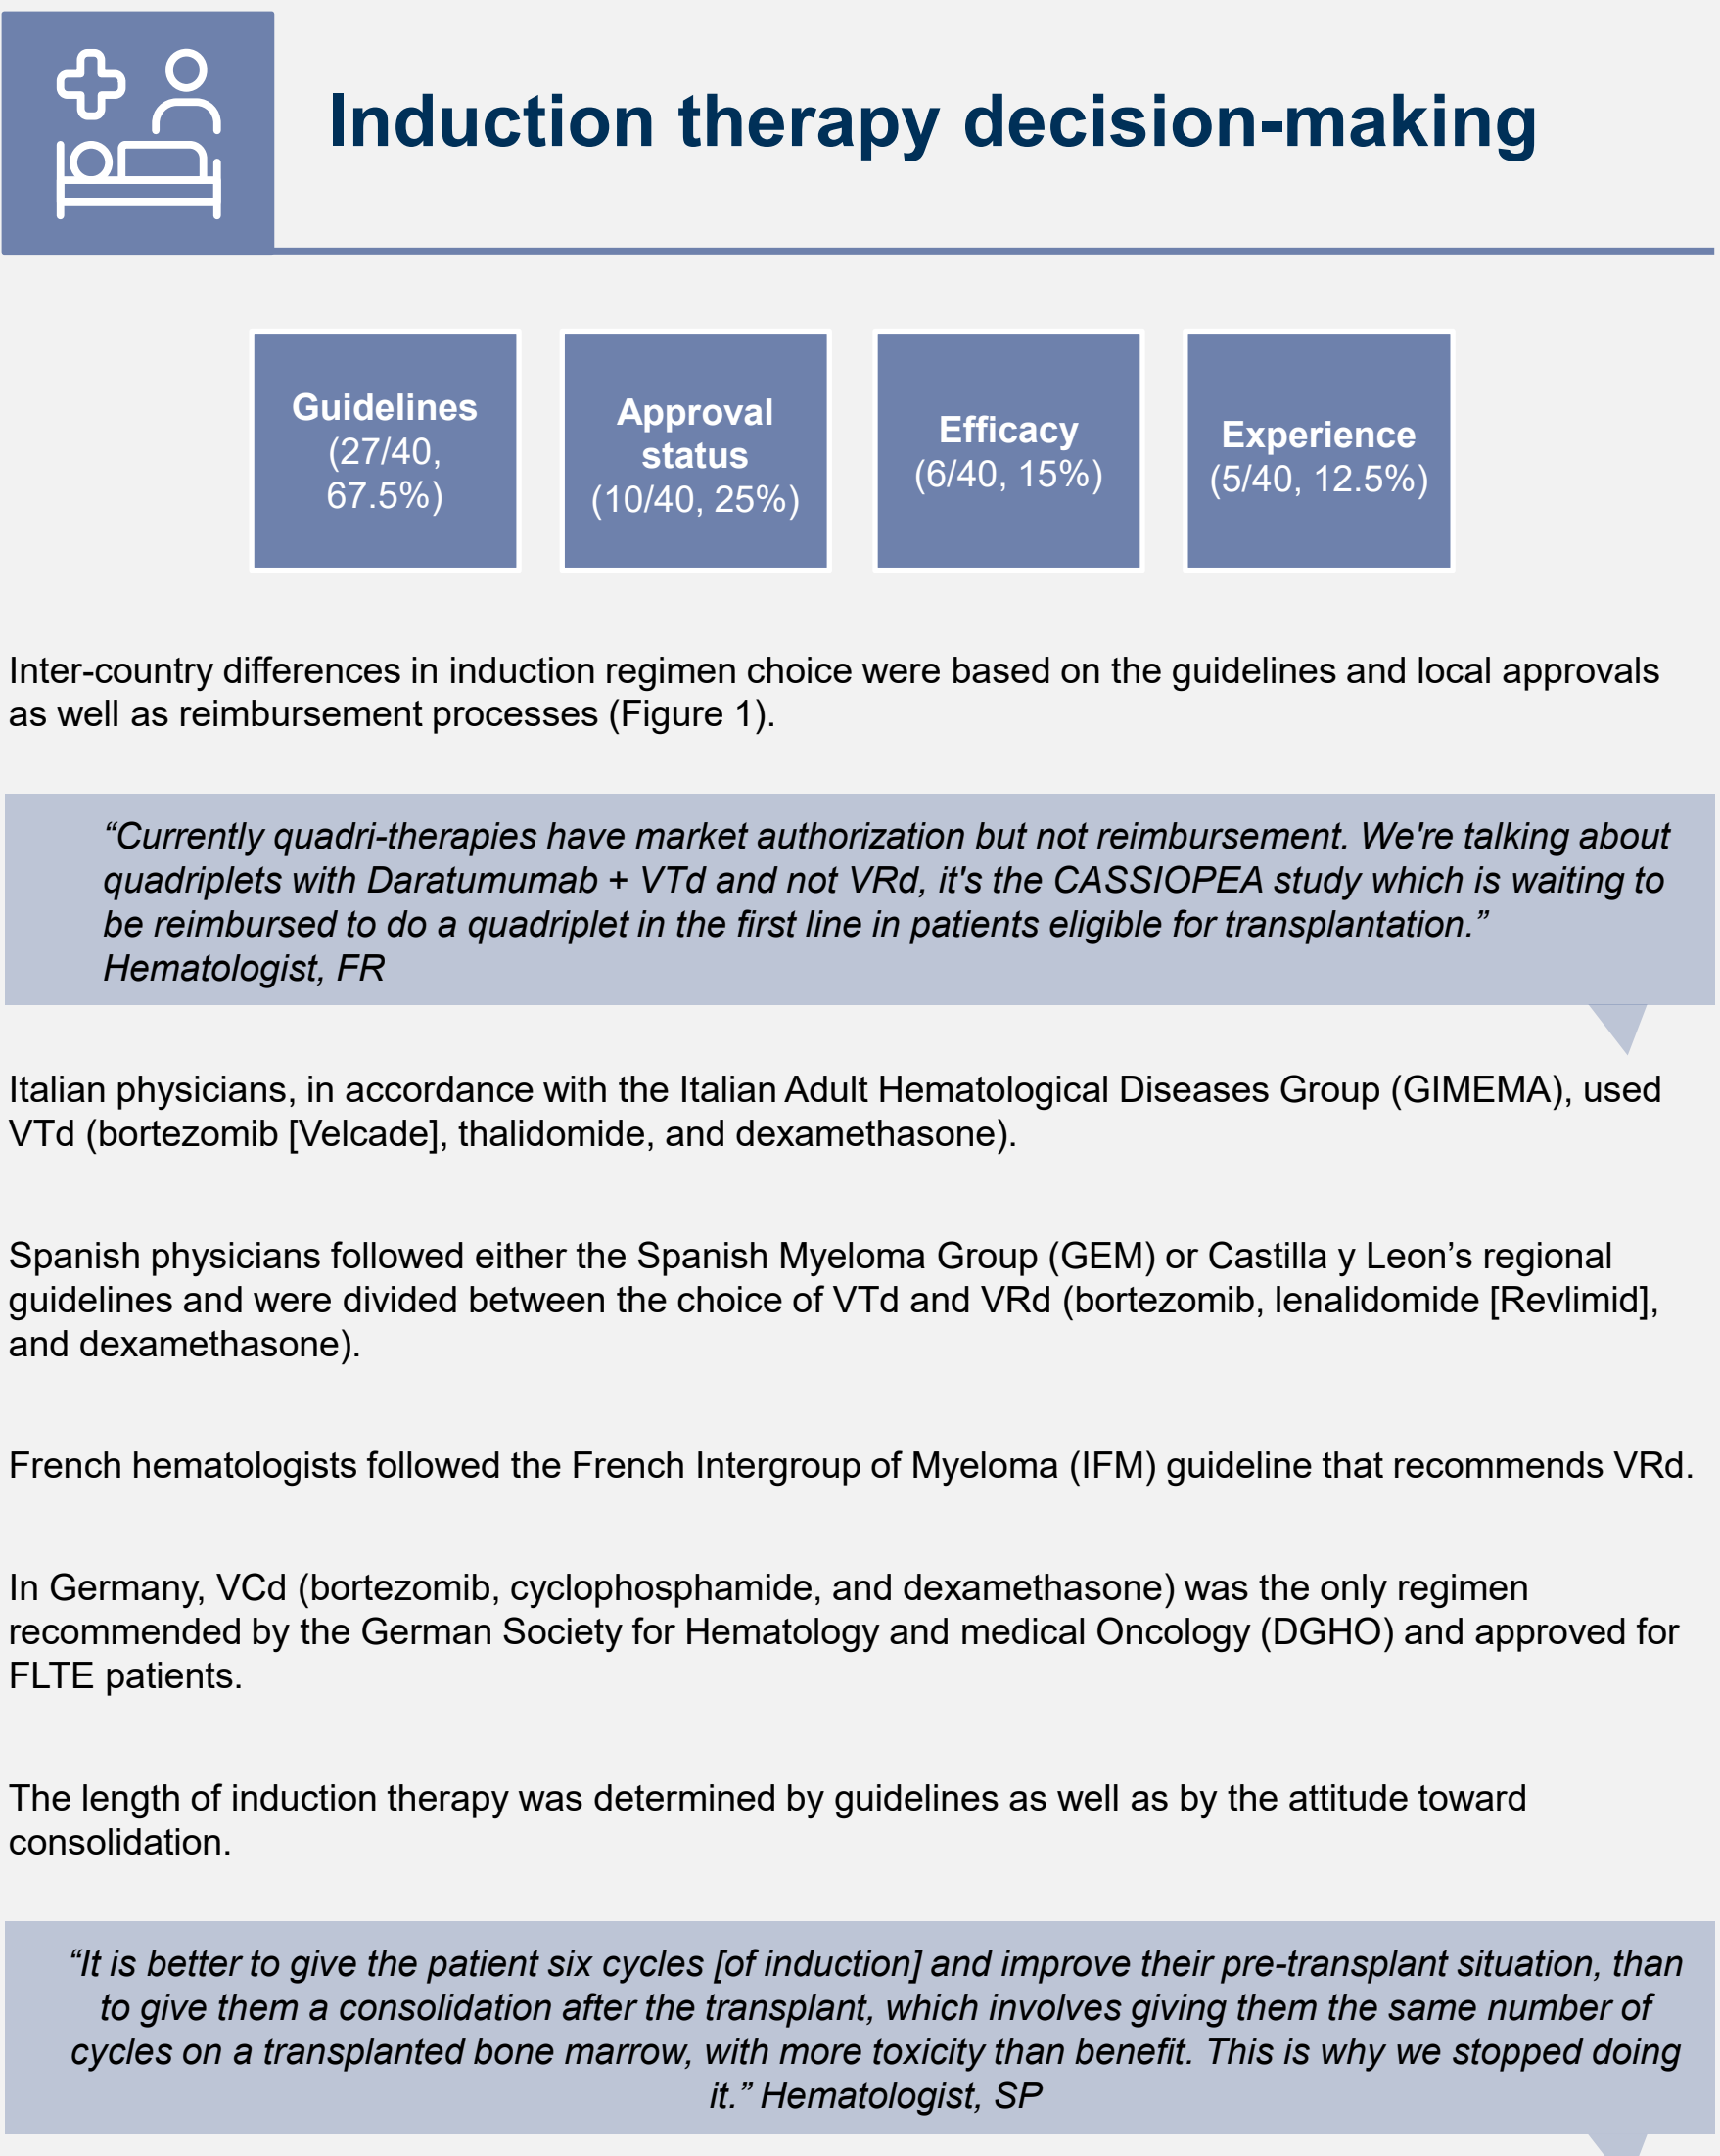 Induction therapy decision-making
Guidelines
(27/40,
67.5%)
Approval
status
(10/40, 25%)
Efficacy
(6/40, 15%)
Experience
(5/40, 12.5%)
Inter-country differences in induction regimen choice were based on the guidelines and local approvals
as well as reimbursement processes (Figure 1).
“Currently quadri-therapies have market authorization but not reimbursement. We're talking about
quadriplets with Daratumumab + VTd and not VRd, it's the CASSIOPEA study which is waiting to
be reimbursed to do a quadriplet in the first line in patients eligible for transplantation.”
Hematologist, FR
Italian physicians, in accordance with the Italian Adult Hematological Diseases Group (GIMEMA), used
VTd (bortezomib [Velcade], thalidomide, and dexamethasone).
Spanish physicians followed either the Spanish Myeloma Group (GEM) or Castilla y Leon’s regional
guidelines and were divided between the choice of VTd and VRd (bortezomib, lenalidomide [Revlimid],
and dexamethasone).
French hematologists followed the French Intergroup of Myeloma (IFM) guideline that recommends VRd.
In Germany, VCd (bortezomib, cyclophosphamide, and dexamethasone) was the only regimen
recommended by the German Society for Hematology and medical Oncology (DGHO) and approved for
FLTE patients.
The length of induction therapy was determined by guidelines as well as by the attitude toward
consolidation.
“It is better to give the patient six cycles [of induction] and improve their pre-transplant situation, than
to give them a consolidation after the transplant, which involves giving them the same number of
cycles on a transplanted bone marrow, with more toxicity than benefit. This is why we stopped doing
it.” Hematologist, SP